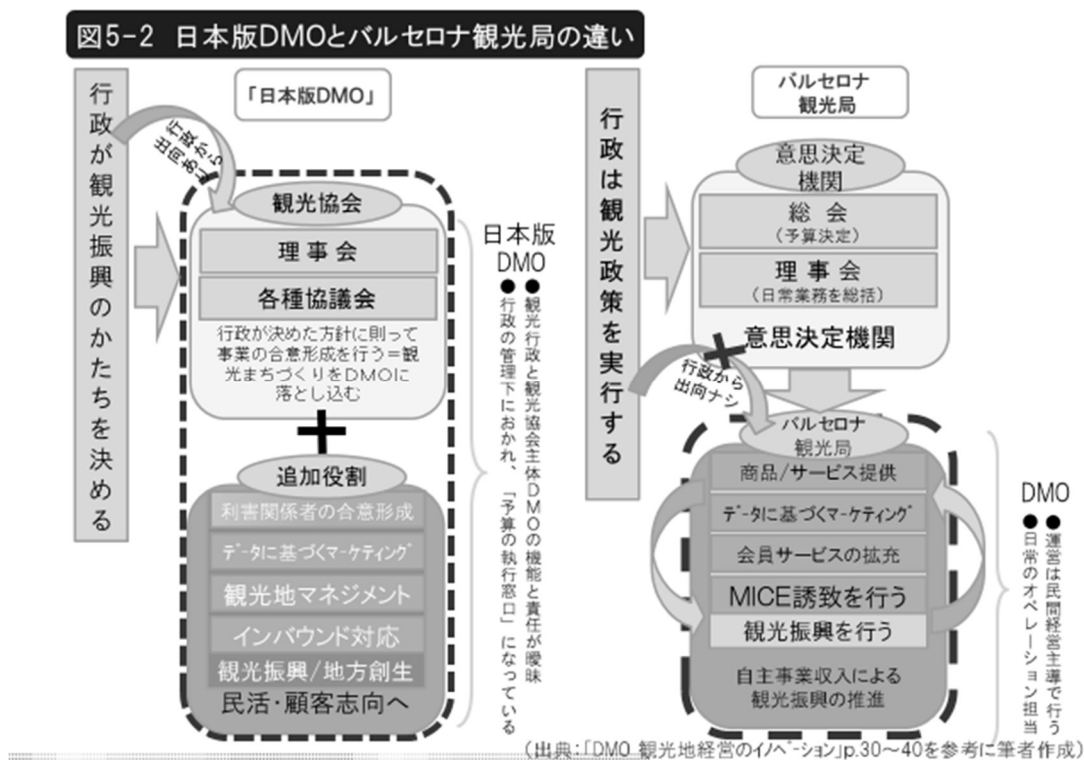 図5-2 日本版DMOとバルセロナ観光局の違い
行政が観光振興のかたちを決める
「日本版DMO」
行政から
出向あり
観光協会
理事会
各種協議会
行政が決めた方針に則って
事業の合意形成を行う＝観
光まちづくりをDMOに
落とし込む
＋
追加役割
利害関係者の合意形成
データに基づくマーケティング
観光地マネジメント
インバウンド対応
観光振興/地方創生
民活・顧客志向へ
日本版
DMO
●観光行政と観光協会主体DMOの機能と責任が曖昧
●行政の管理下におかれ、「予算の執行窓口」になっている
行政は観光政策を実行する
バルセロナ
観光局
意思決定
機関
総会
（予算決定）
理事会
（日常業務を総括）
意思決定機関
行政から
出向ナシ
バルセロナ
観光局
商品/サービス提供
データに基づくマーケティング
会員サービスの拡充
MICE誘致を行う
観光振興を行う
自主事業収入による
観光振興の推進
DMO
●運営は民間経営主導で行う
●日常のオペレーション担当
（出典：「DMO 観光地経営のイノベーション」p.30～40を参考に筆者作成）